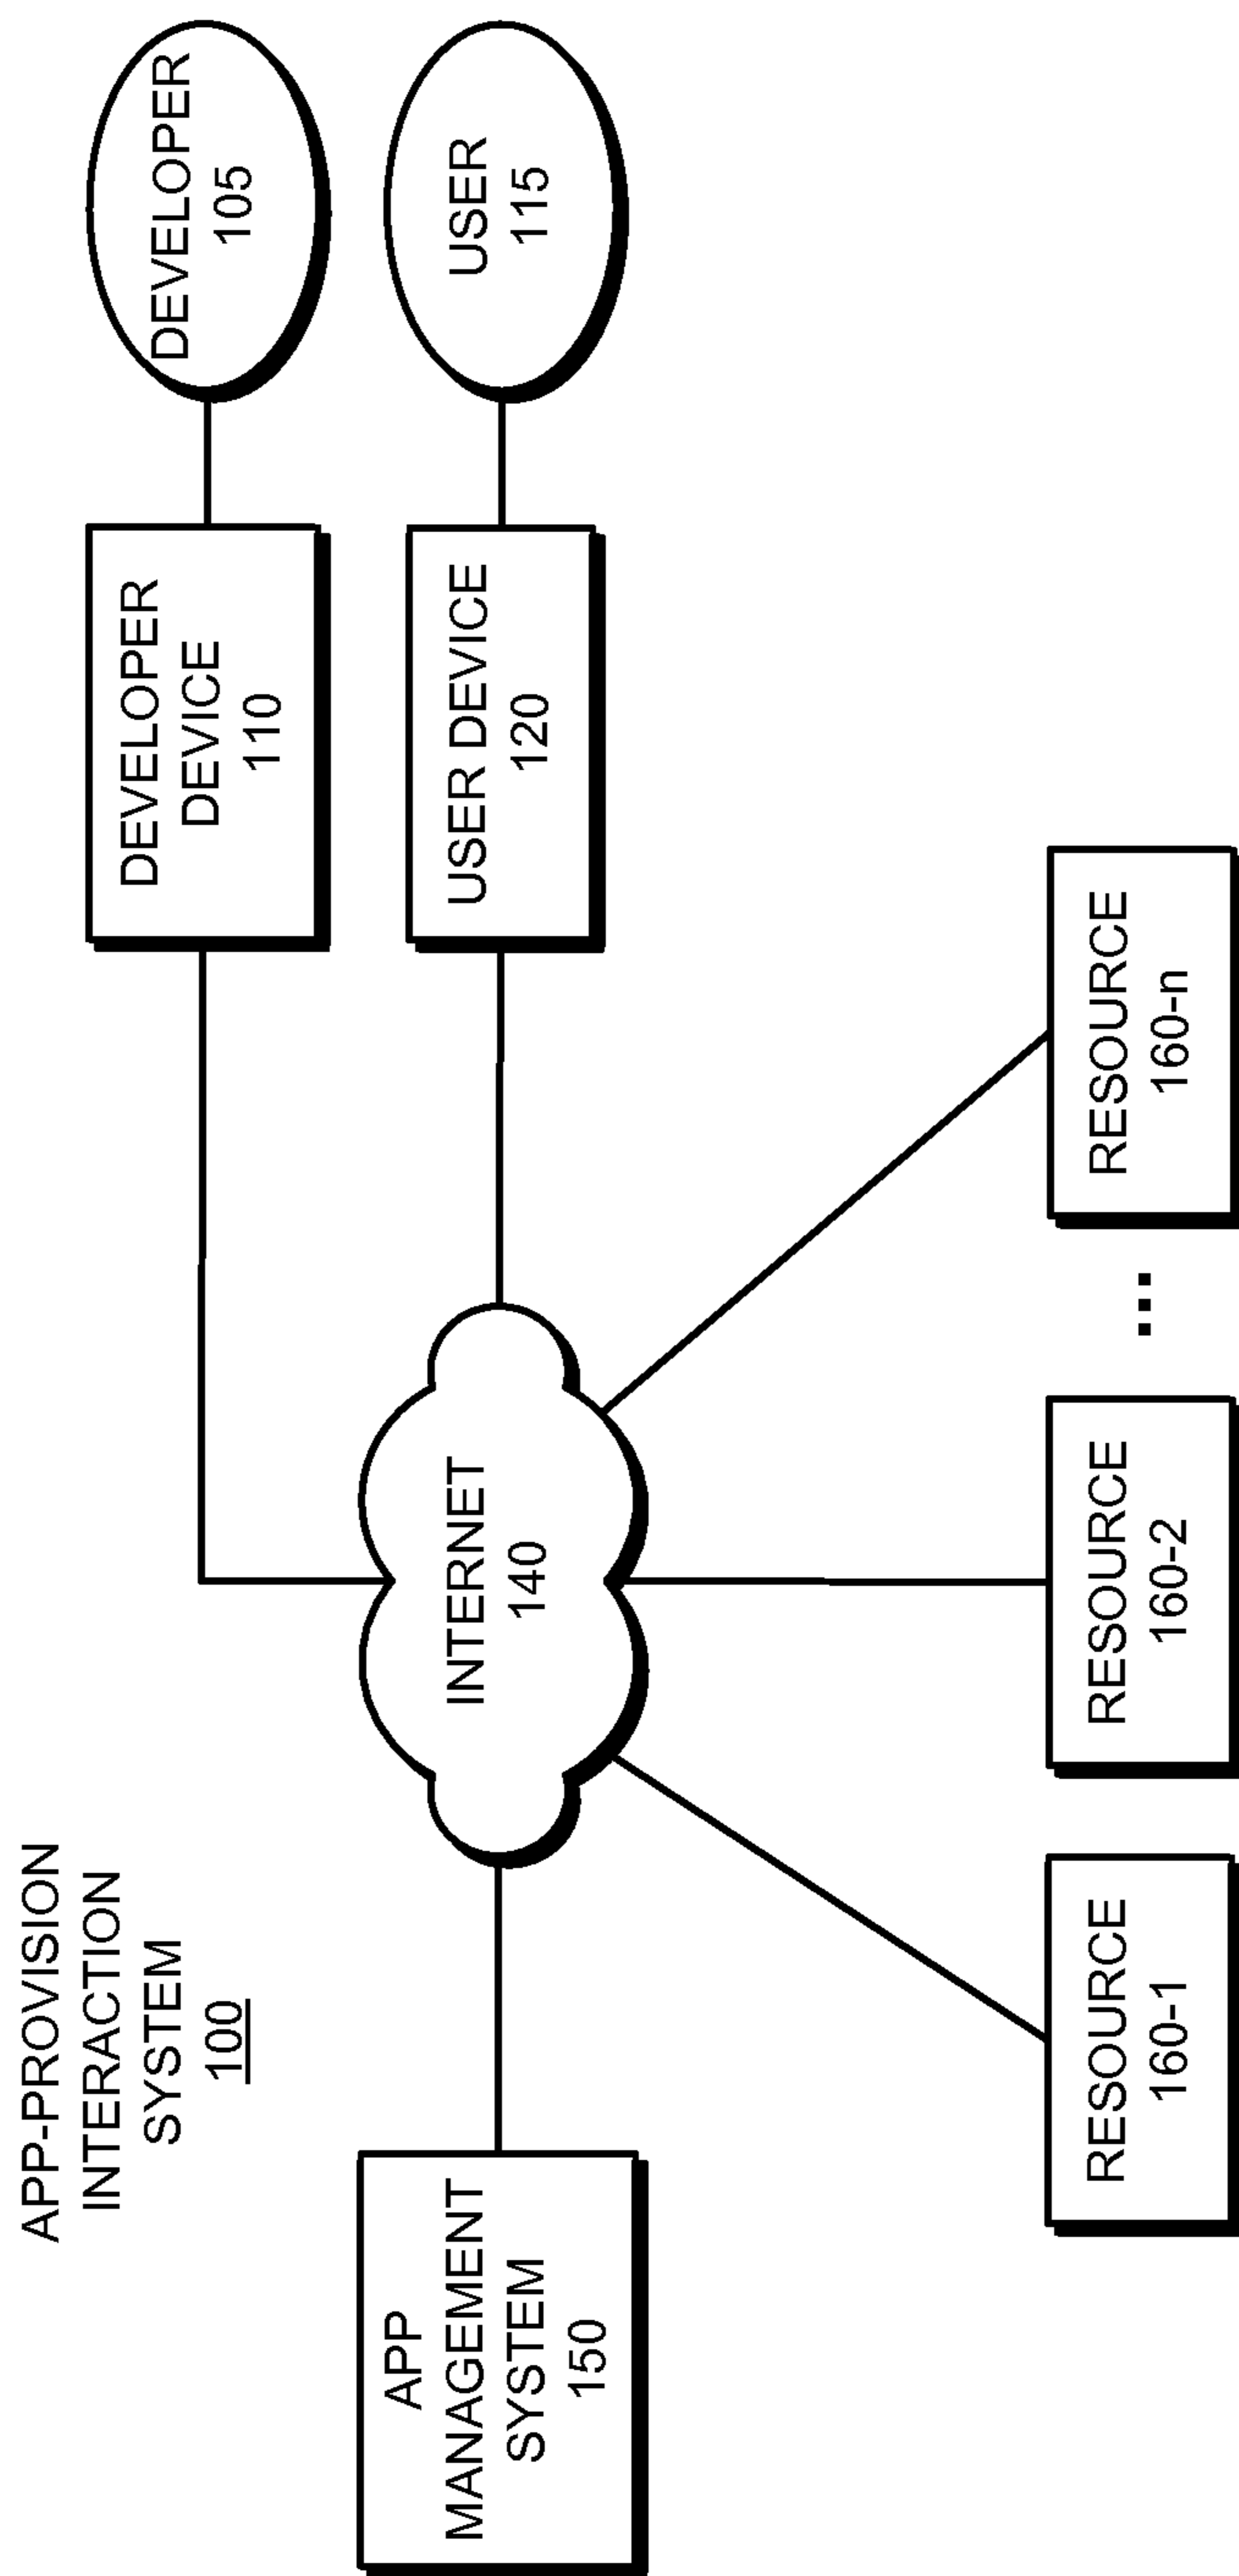 APP-PROVISION
INTERACTION
SYSTEM
100
DEVELOPER
DEVICE
110
DEVELOPER
105
APP
MANAGEMENT
SYSTEM
150
INTERNET
140
USER DEVICE
120
USER
115
RESOURCE
160-1
RESOURCE
160-2
...
RESOURCE
160-n